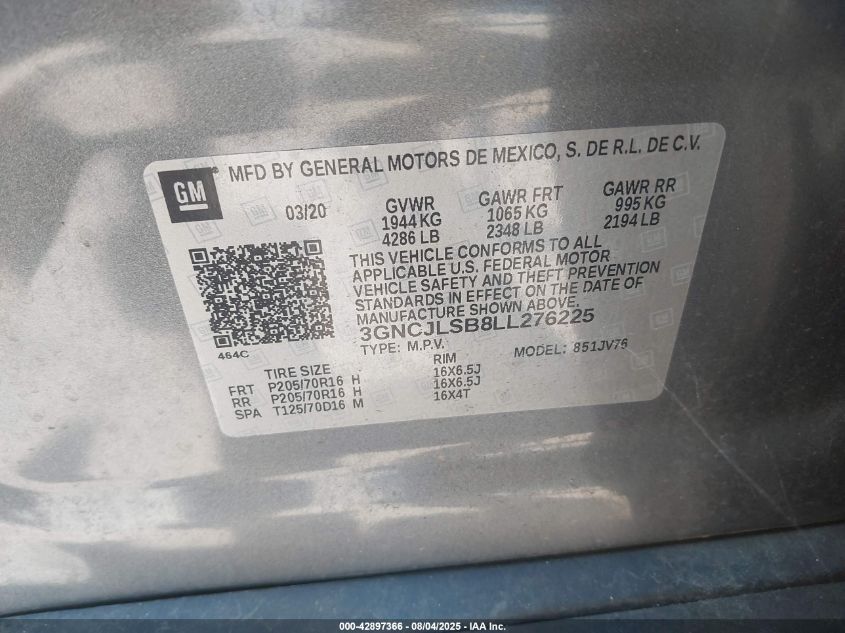 GM MFD BY GENERAL MOTORS DE MEXICO, S. DE R.L. DE C.V.
03/20 GVWR GAWR FRT GAWR RR
1944 KG 1065 KG 995 KG
4286 LB 2348 LB 2194 LB
THIS VEHICLE CONFORMS TO ALL
APPLICABLE U.S. FEDERAL MOTOR
VEHICLE SAFETY AND THEFT PREVENTION
STANDARDS IN EFFECT ON THE DATE OF
MANUFACTURE SHOWN ABOVE.
3GNCJLSB8LL276225
464C TYPE: M.P.V. MODEL: 851JV76
TIRE SIZE RIM
FRT P205/70R16 H 16X6.5J
RR P205/70R16 H 16X6.5J
SPA T125/70D16 M 16X4T
000-42897366 - 08/04/2025 - IAA Inc.